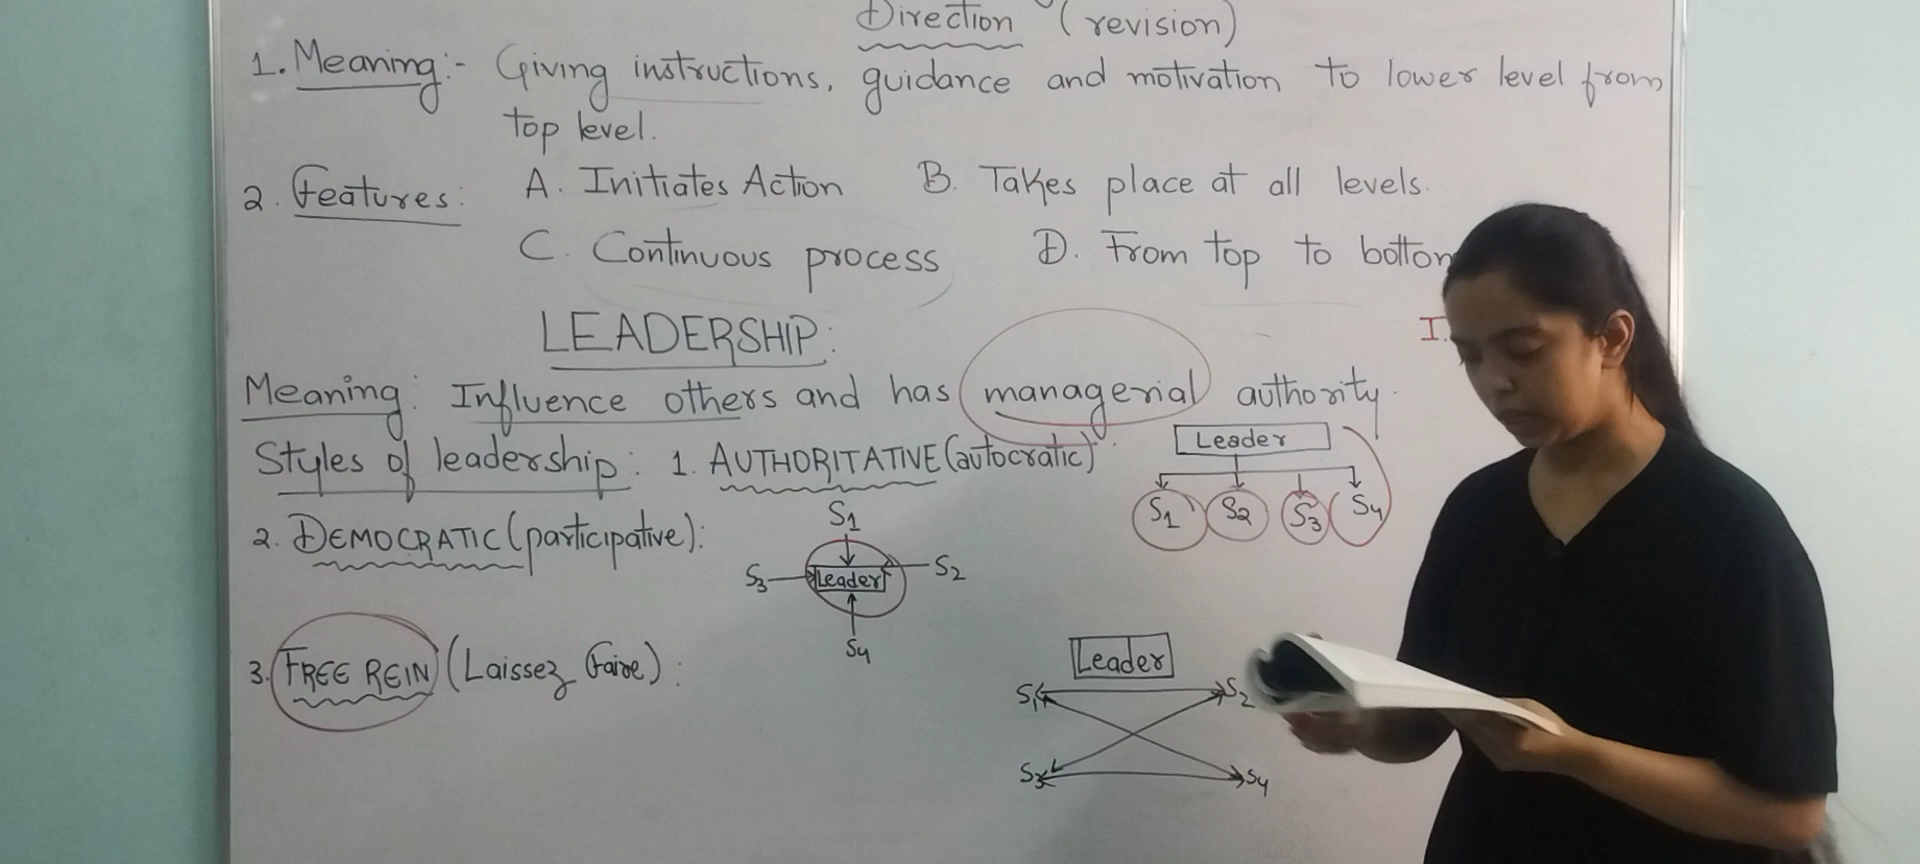 Direction (revision)
1. Meaning:- Giving instructions, guidance and motivation to lower level from
top level.
2. Features: A. Initiates Action B. Takes place at all levels.
C. Continuous process D. From top to bottom
LEADERSHIP: I.
Meaning: Influence others and has managerial authority.
Styles of leadership: 1. AUTHORITATIVE (autocratic)
Leader
S1 S2 S3 S4
2. DEMOCRATIC (participative):
S1
S3 Leader S2
S4
3. FREE REIN (Laissez Faire):
Leader
S1 S2
S3 S4